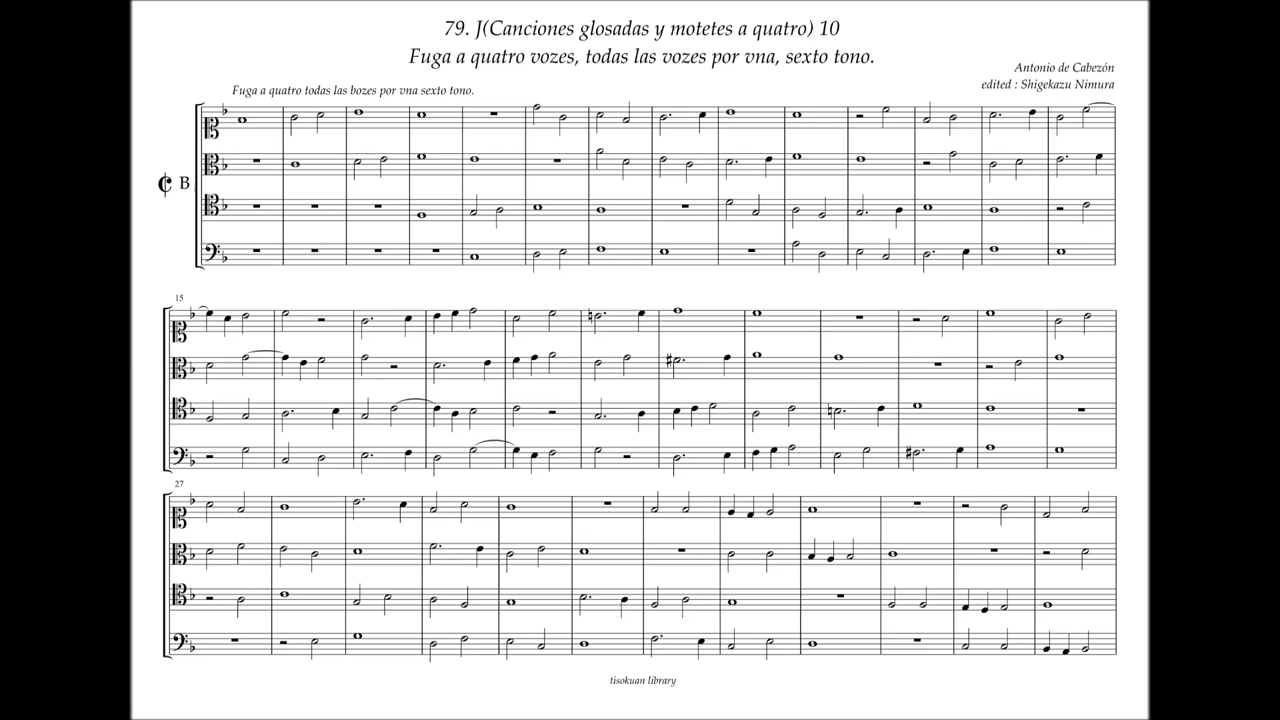 79. J(Canciones glosadas y motetes a quatro) 10
Fuga a quatro vozes, todas las vozes por vna, sexto tono.
Antonio de Cabezón
edited : Shigekazu Nimura
Fuga a quatro todas las bozes por vna sexto tono.
B
15
27
tisokuan library